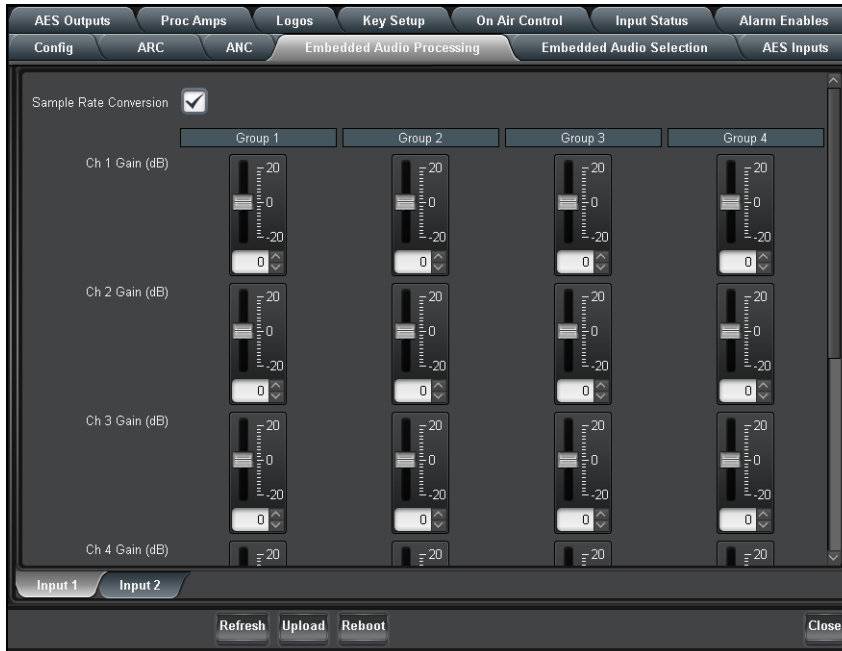 AES Outputs Proc Amps Logos Key Setup On Air Control Input Status Alarm Enables
Config ARC ANC Embedded Audio Processing Embedded Audio Selection AES Inputs
Sample Rate Conversion
Group 1 Group 2 Group 3 Group 4
Ch 1 Gain (dB)
20 20 20 20
0 0 0 0
-20 -20 -20 -20
0 0 0 0
Ch 2 Gain (dB)
20 20 20 20
0 0 0 0
-20 -20 -20 -20
0 0 0 0
Ch 3 Gain (dB)
20 20 20 20
0 0 0 0
-20 -20 -20 -20
0 0 0 0
Ch 4 Gain (dB)
20 20 20 20
Input 1 Input 2
Refresh Upload Reboot Close